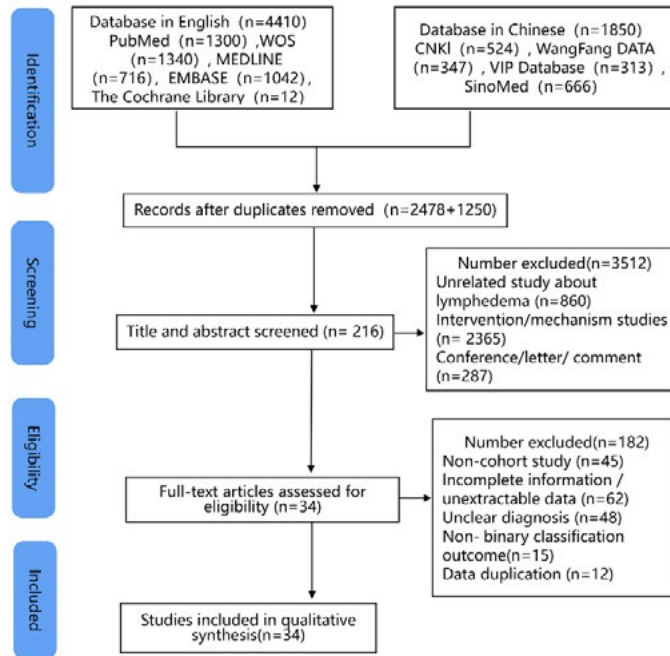 Identification
Database in English (n=4410)
PubMed (n=1300) ,WOS
(n=1340) , MEDLINE
(n=716), EMBASE (n=1042),
The Cochrane Library (n=12)
Database in Chinese (n=1850)
CNKI (n=524) , WangFang DATA
(n=347) , VIP Database (n=313) ,
SinoMed (n=666)
Records after duplicates removed (n=2478+1250)
Screening
Title and abstract screened (n= 216)
Number excluded(n=3512)
Unrelated study about
lymphedema (n=860)
Intervention/mechanism studies
(n= 2365)
Conference/letter/ comment
(n=287)
Eligibility
Full-text articles assessed for
eligibility (n=34)
Number excluded(n=182)
Non-cohort study (n=45)
Incomplete information /
unextractable data (n=62)
Unclear diagnosis (n=48)
Non- binary classification
outcome(n=15)
Data duplication (n=12)
Included
Studies included in qualitative
synthesis(n=34)